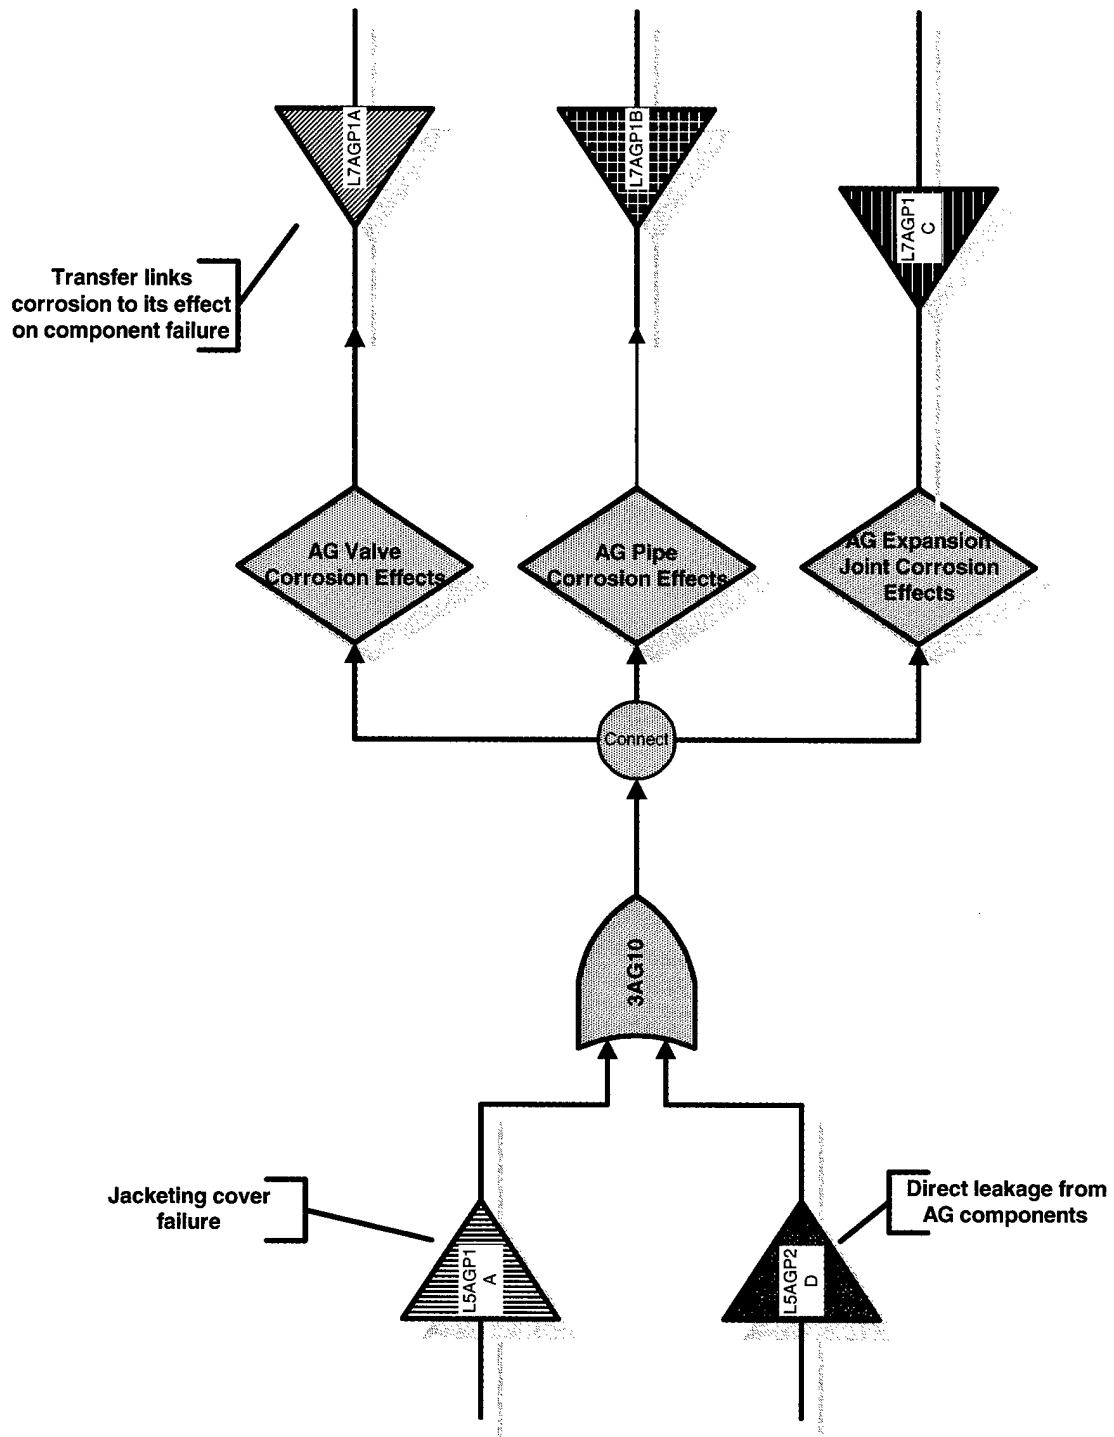 L7AGP1A
L7AGP1B
L7AGP1
C
Transfer links
corrosion to its effect
on component failure
AG Valve
Corrosion Effects
AG Pipe
Corrosion Effects
AG Expansion
Joint Corrosion
Effects
Connect
3AG10
Jacketing cover
failure
L5AGP1
A
L5AGP2
D
Direct leakage from
AG components